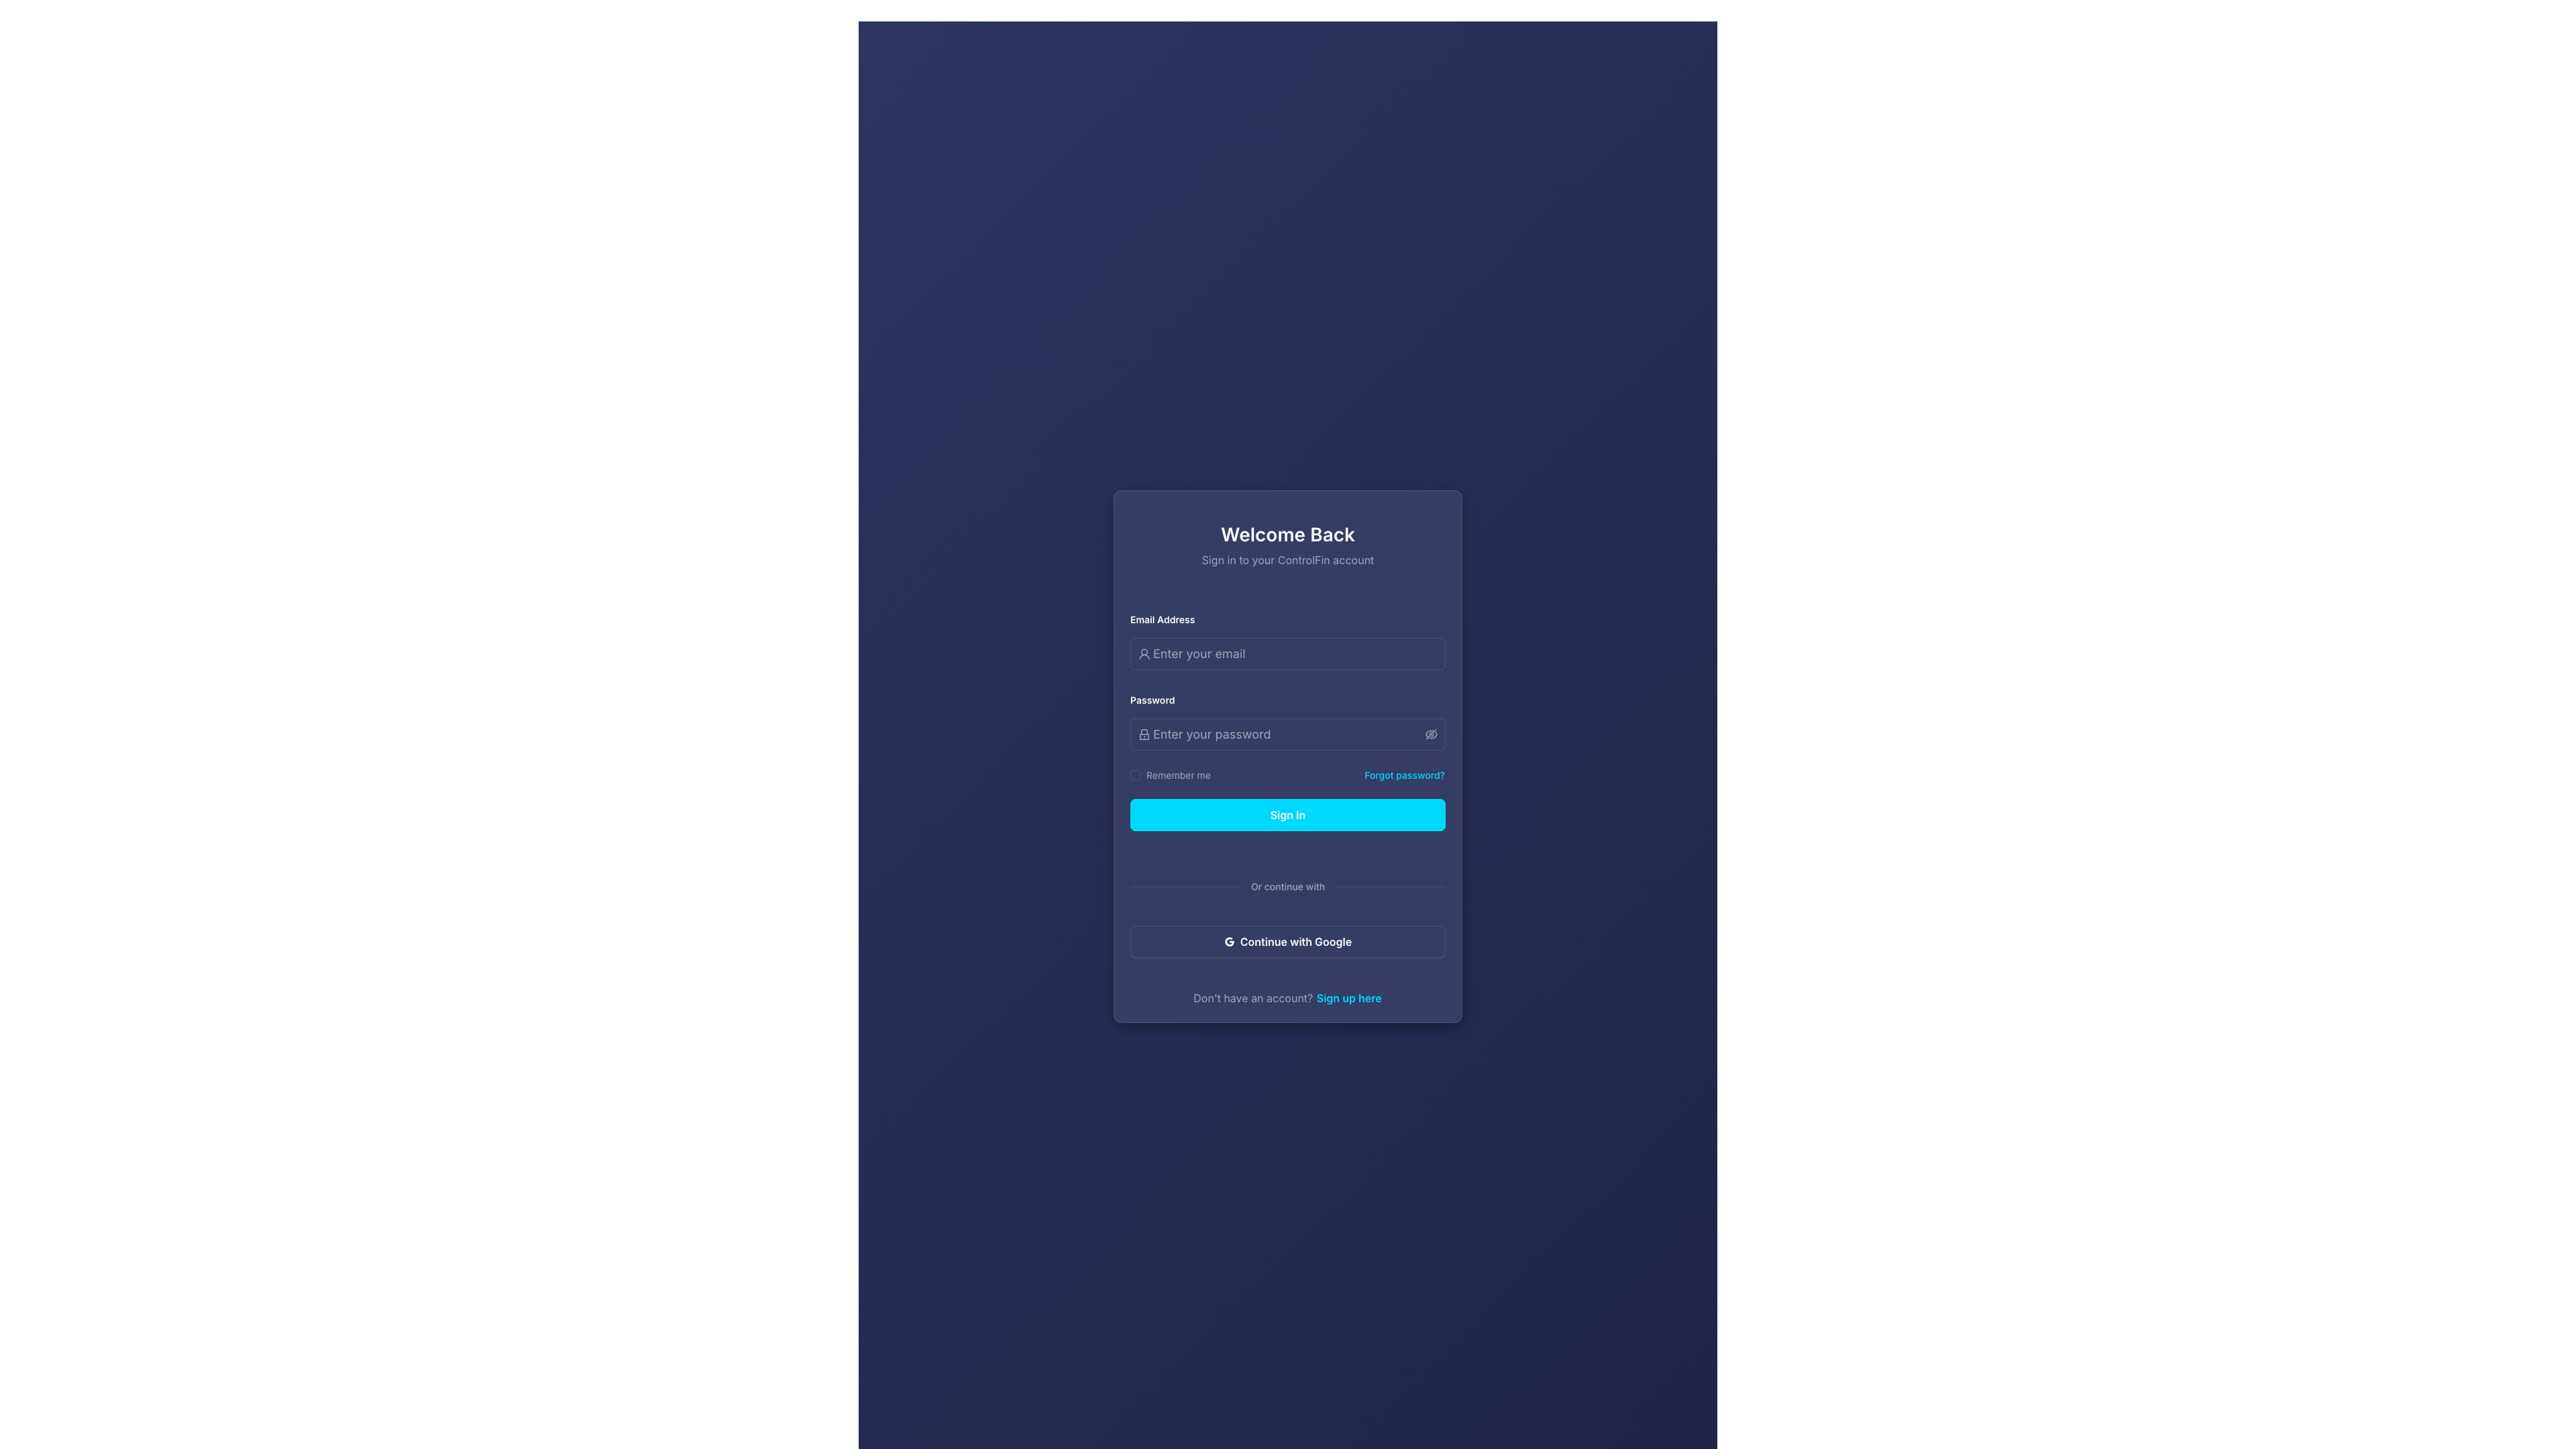 Welcome Back
Sign in to your ControlFin account
Email Address
Enter your email
Password
Enter your password
Remember me
Forgot password?
Sign In
Or continue with
Continue with Google
Don't have an account? Sign up here